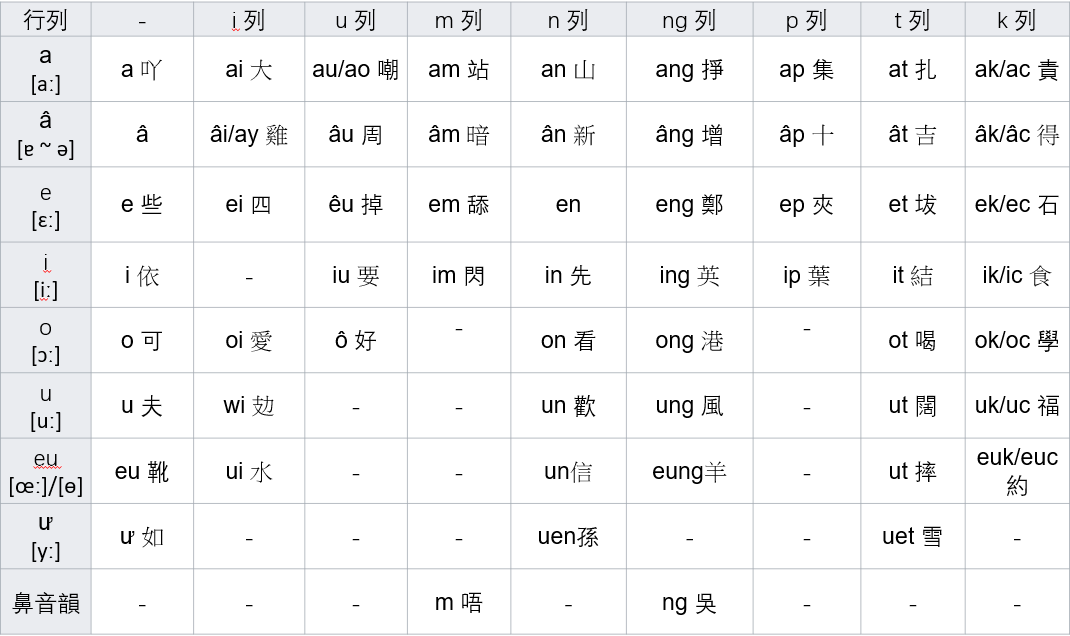 行列 - i 列 u 列 m 列 n 列 ng 列 p 列 t 列 k 列
a
[aː]
a 吖 ai 大 au/ao 嘲 am 站 an 山 ang 掙 ap 集 at 扎 ak/ac 責
â
[ɐ ~ ə]
â âi/ay 雞 âu 周 âm 暗 ân 新 âng 增 âp 十 ât 吉 âk/âc 得
e
[ɛː]
e 些 ei 四 êu 掉 em 舔 en eng 鄭 ep 夾 et 坺 ek/ec 石
i
[iː]
i 依 - iu 要 im 閃 in 先 ing 英 ip 葉 it 結 ik/ic 食
o
[ɔː]
o 可 oi 愛 ô 好 - on 看 ong 港 - ot 喝 ok/oc 學
u
[uː]
u 夫 wi 攰 - - un 歡 ung 風 - ut 闊 uk/uc 福
eu
[œː]/[ɵ]
eu 靴 ui 水 - - un信 eung羊 - ut 摔 euk/euc
約
ư
[yː]
ư 如 - - - uen孫 - - uet 雪 -
鼻音韻 - - - m 唔 - ng 吳 - - -